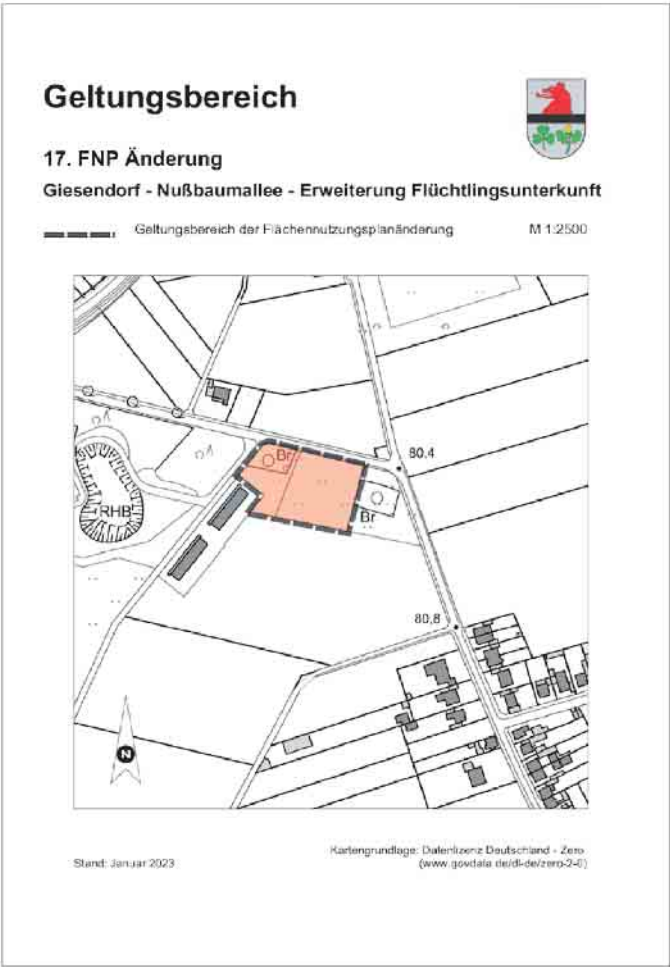 Geltungsbereich
17. FNP Änderung
Giesendorf - Nußbaumallee - Erweiterung Flüchtlingsunterkunft
Geltungsbereich der Flächennutzungsplanänderung M 1:2500
Br
80.4
RHB
Br
80,8
N
Stand: Januar 2023
Kartengrundlage: Datenlizenz Deutschland - Zero
(www.govdata.de/dl-de/zero-2-0)